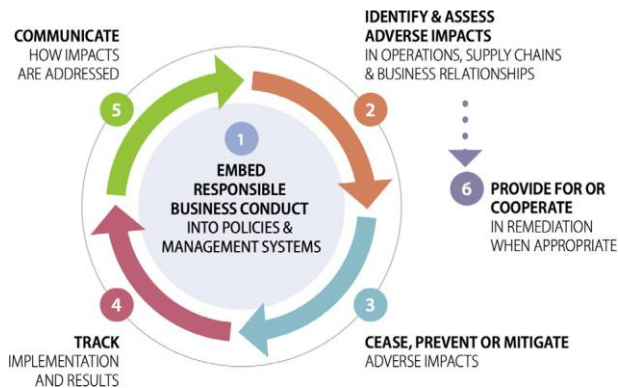 COMMUNICATE
HOW IMPACTS
ARE ADDRESSED
5
IDENTIFY & ASSESS
ADVERSE IMPACTS
IN OPERATIONS, SUPPLY CHAINS
& BUSINESS RELATIONSHIPS
2
1
EMBED
RESPONSIBLE
BUSINESS CONDUCT
INTO POLICIES &
MANAGEMENT SYSTEMS
6
PROVIDE FOR OR
COOPERATE
IN REMEDIATION
WHEN APPROPRIATE
4
TRACK
IMPLEMENTATION
AND RESULTS
3
CEASE, PREVENT OR MITIGATE
ADVERSE IMPACTS